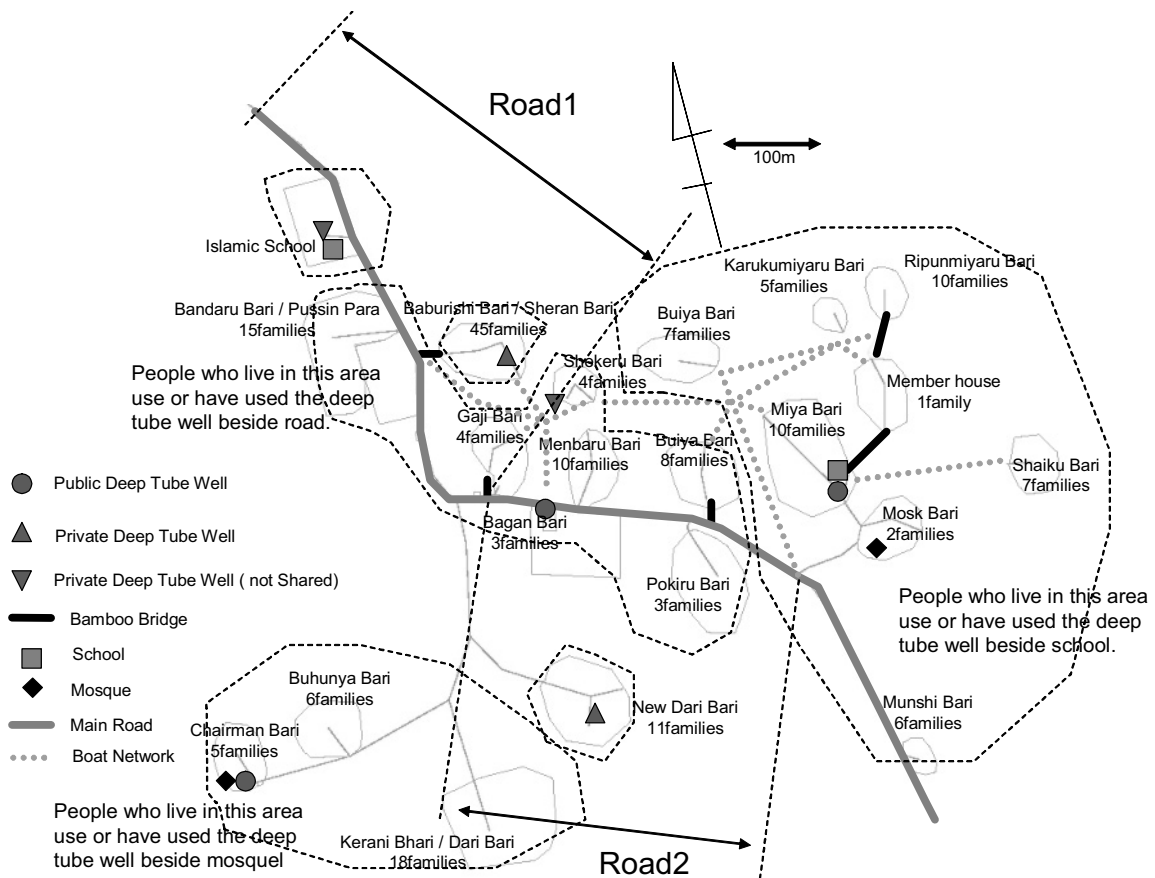 Road1
100m
Islamic School
Karukumiyaru Bari
5families
Ripunmiyaru Bari
10families
Bandaru Bari / Pussin Para
15families
Baburishi Bari / Sheran Bari
45families
Buiya Bari
7families
People who live in this area
use or have used the deep
tube well beside road.
Shokeru Bari
4families
Member house
1family
Gaji Bari
4families
Menbaru Bari
10families
Buiya Bari
8families
Miya Bari
10families
Shaiku Bari
7families
Public Deep Tube Well
Private Deep Tube Well
Private Deep Tube Well ( not Shared)
Bamboo Bridge
School
Mosque
Main Road
Boat Network
Bagan Bari
3families
Mosk Bari
2families
Pokiru Bari
3families
People who live in this area
use or have used the deep
tube well beside school.
Buhunya Bari
6families
Chairman Bari
5families
New Dari Bari
11families
Munshi Bari
6families
People who live in this area
use or have used the deep
tube well beside mosquel
Kerani Bhari / Dari Bari
18families
Road2